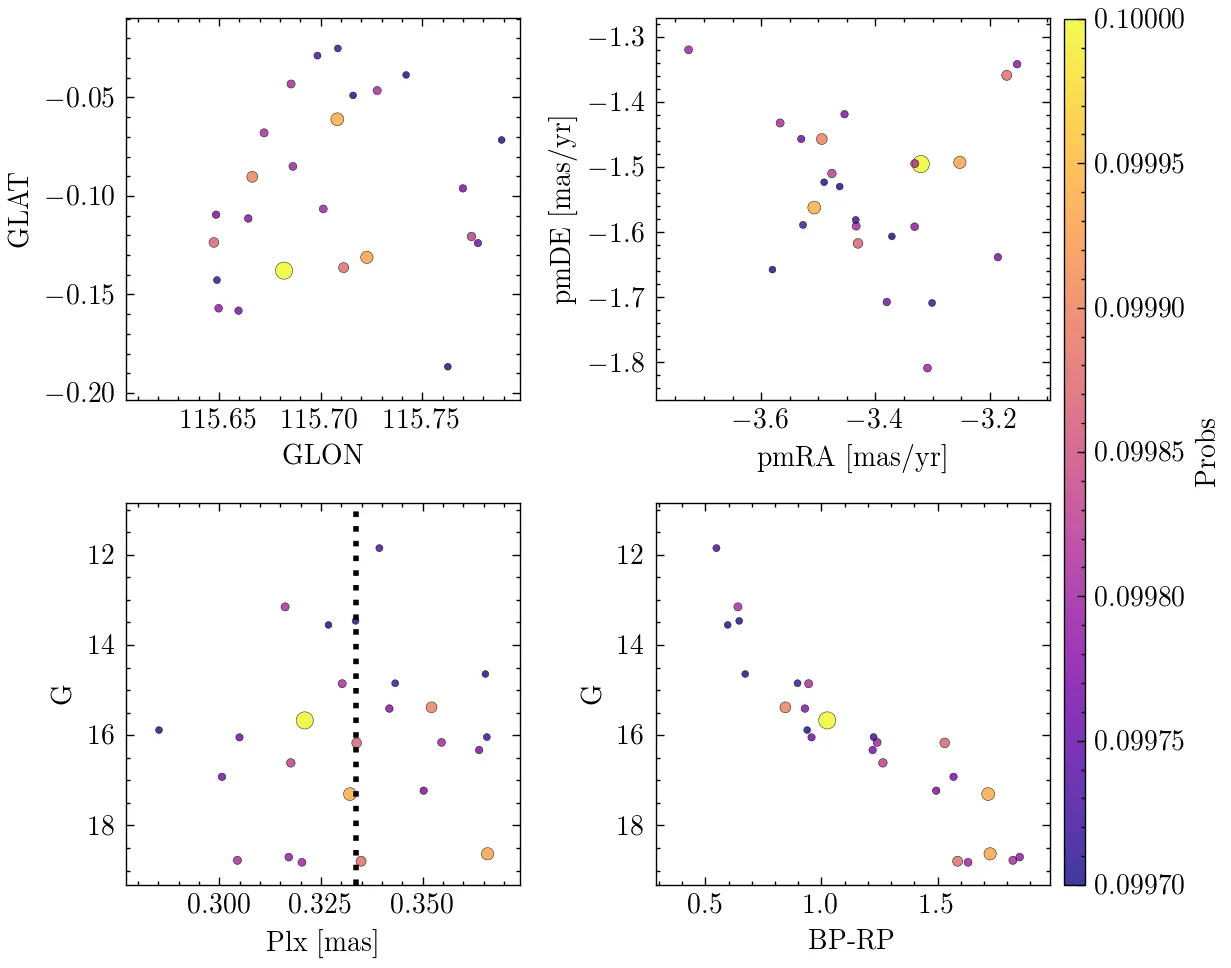 −0.05
−0.10
−0.15
−0.20
GLAT
115.65 115.70 115.75
GLON
−1.3
−1.4
−1.5
−1.6
−1.7
−1.8
pmDE [mas/yr]
−3.6 −3.4 −3.2
pmRA [mas/yr]
12
14
16
18
G
0.300 0.325 0.350
Plx [mas]
12
14
16
18
G
0.5 1.0 1.5
BP-RP
0.10000
0.09995
0.09990
0.09985
0.09980
0.09975
0.09970
Probs